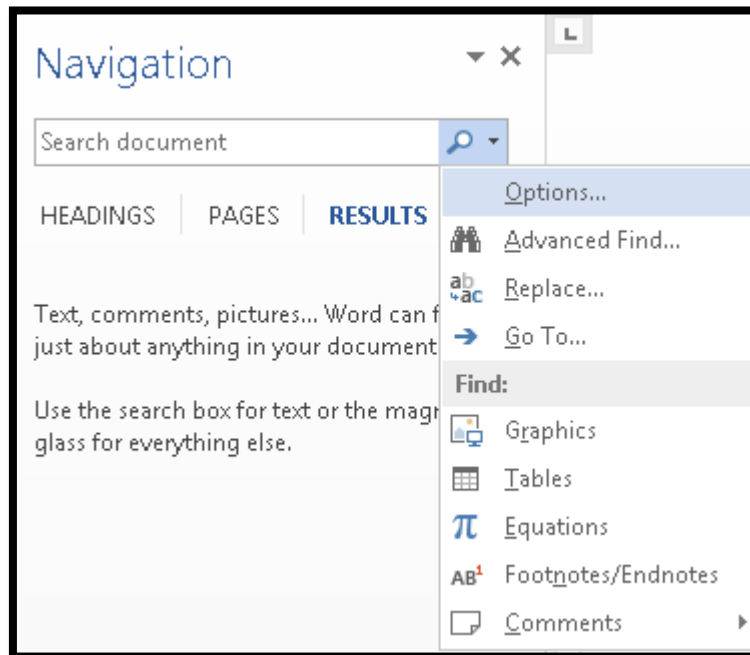 Navigation
Search document
HEADINGS PAGES RESULTS
Text, comments, pictures... Word can f
just about anything in your document
Use the search box for text or the magn
glass for everything else.
Options...
Advanced Find...
Replace...
Go To...
Find:
Graphics
Tables
Equations
Footnotes/Endnotes
Comments